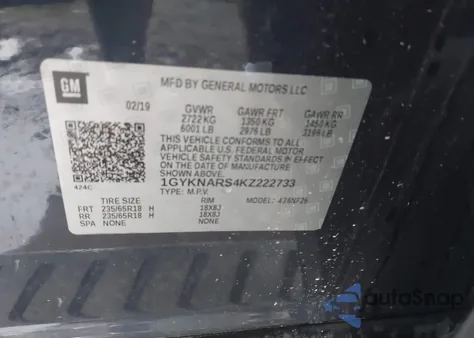 GM
MFD BY GENERAL MOTORS LLC
02/19
GVWR GAWR FRT GAWR RR
2722 KG 1350 KG 1450 KG
6001 LB 2976 LB 3196 LB
THIS VEHICLE CONFORMS TO ALL
APPLICABLE U.S. FEDERAL MOTOR
VEHICLE SAFETY STANDARDS IN EFFECT
ON THE DATE OF MANUFACTURE
SHOWN ABOVE.
424C
1GYKNARS4KZ222733
TYPE: M.P.V. MODEL:
TIRE SIZE RIM
FRT 235/65R18 H 18X8J
RR 235/65R18 H 18X8J
SPA NONE NONE
autoSnap